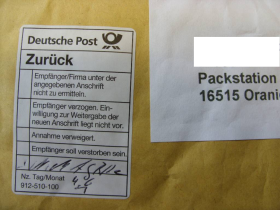 Deutsche Post
Zurück
Empfänger/Firma unter der
angegebenen Anschrift
nicht zu ermitteln.
Empfänger verzogen. Ein-
willigung zur Weitergabe der
neuen Anschrift liegt nicht vor.
Annahme verweigert.
Empfänger soll verstorben sein.
Nz. Tag/Monat
912-510-100
Packstation
16515 Oranie